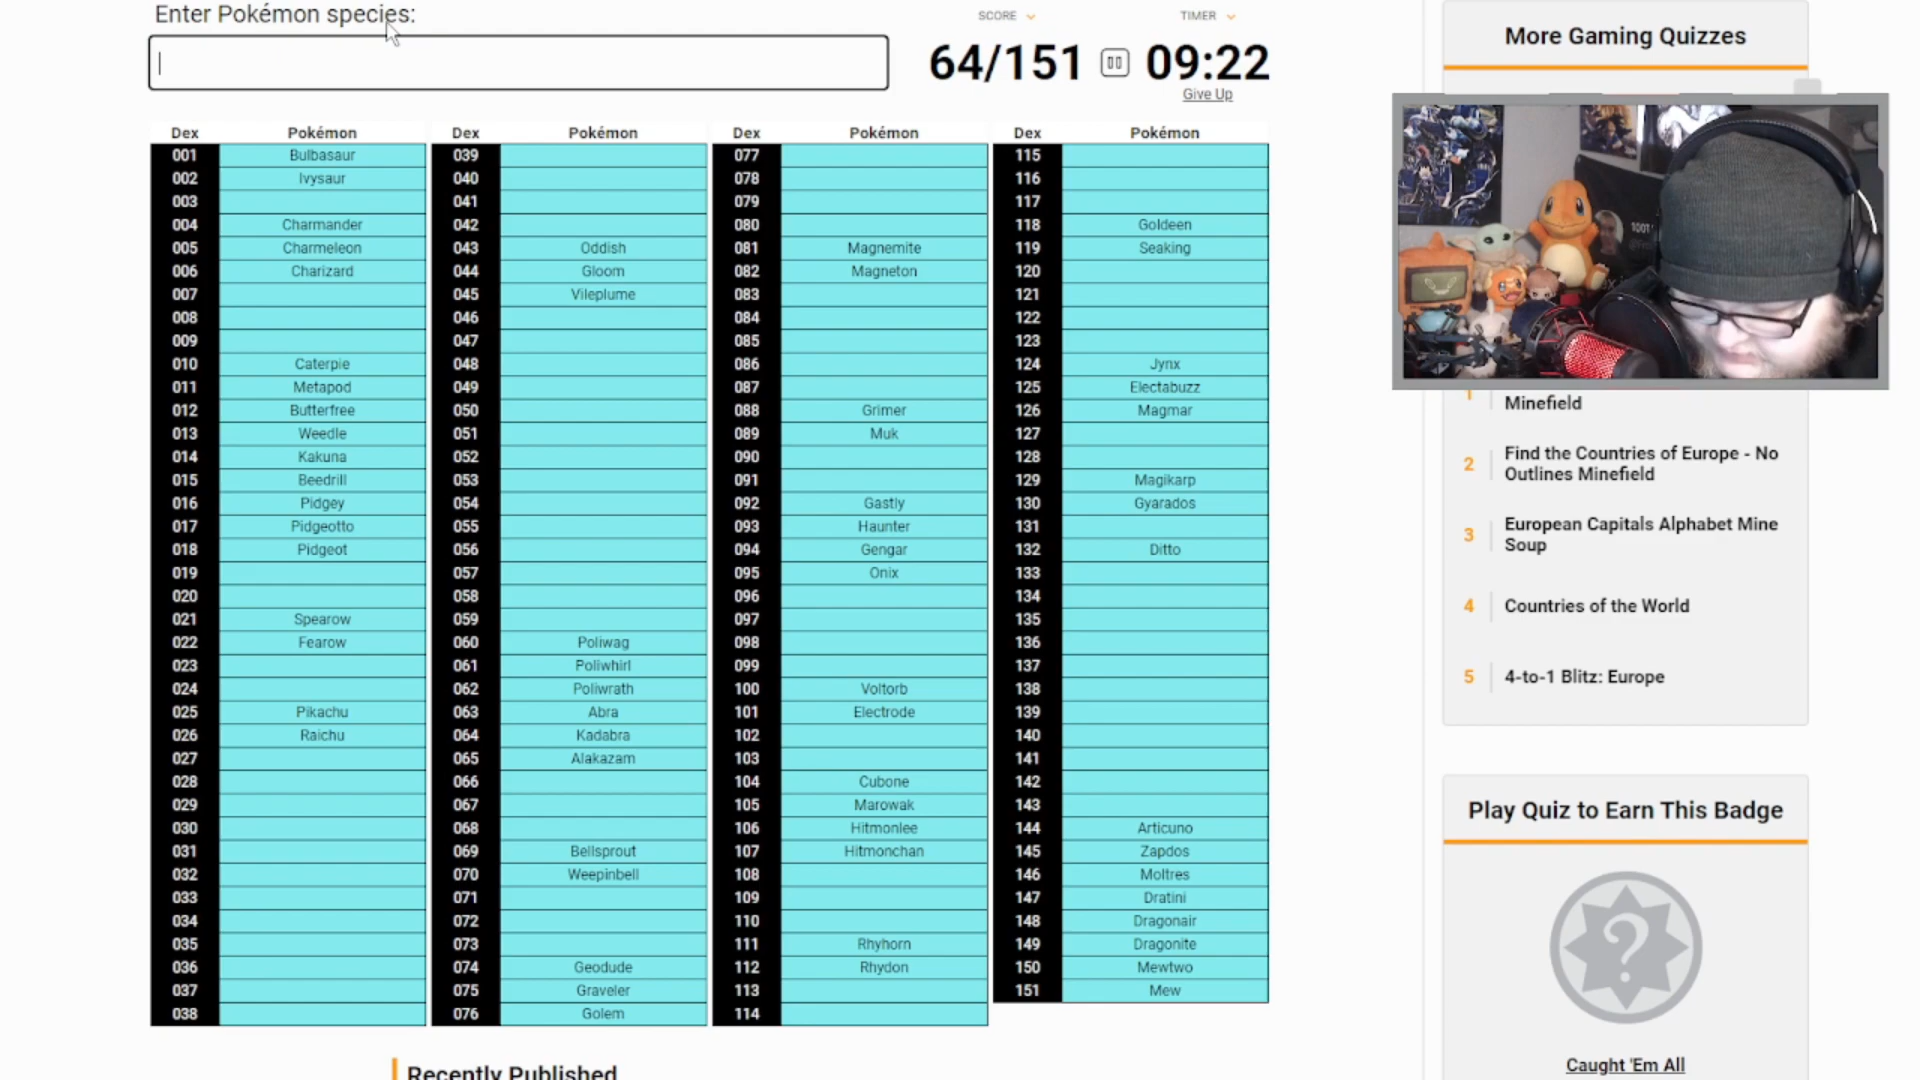 Enter Pokémon species:
SCORE
TIMER
64/151
09:22
Give Up
Dex Pokémon
001 Bulbasaur
002 Ivysaur
003
004 Charmander
005 Charmeleon
006 Charizard
007
008
009
010 Caterpie
011 Metapod
012 Butterfree
013 Weedle
014 Kakuna
015 Beedrill
016 Pidgey
017 Pidgeotto
018 Pidgeot
019
020
021 Spearow
022 Fearow
023
024
025 Pikachu
026 Raichu
027
028
029
030
031
032
033
034
035
036
037
038
Dex Pokémon
039
040
041
042
043 Oddish
044 Gloom
045 Vileplume
046
047
048
049
050
051
052
053
054
055
056
057
058
059
060 Poliwag
061 Poliwhirl
062 Poliwrath
063 Abra
064 Kadabra
065 Alakazam
066
067
068
069 Bellsprout
070 Weepinbell
071
072
073
074 Geodude
075 Graveler
076 Golem
Dex Pokémon
077
078
079
080
081 Magnemite
082 Magneton
083
084
085
086
087
088 Grimer
089 Muk
090
091
092 Gastly
093 Haunter
094 Gengar
095 Onix
096
097
098
099
100 Voltorb
101 Electrode
102
103
104 Cubone
105 Marowak
106 Hitmonlee
107 Hitmonchan
108
109
110
111 Rhyhorn
112 Rhydon
113
114
Dex Pokémon
115
116
117
118 Goldeen
119 Seaking
120
121
122
123
124 Jynx
125 Electabuzz
126 Magmar
127
128
129 Magikarp
130 Gyarados
131
132 Ditto
133
134
135
136
137
138
139
140
141
142
143
144 Articuno
145 Zapdos
146 Moltres
147 Dratini
148 Dragonair
149 Dragonite
150 Mewtwo
151 Mew
Recently Published
More Gaming Quizzes
1001
1
Minefield
2 Find the Countries of Europe - No
Outlines Minefield
3 European Capitals Alphabet Mine
Soup
4 Countries of the World
5 4-to-1 Blitz: Europe
Play Quiz to Earn This Badge
?
Caught 'Em All